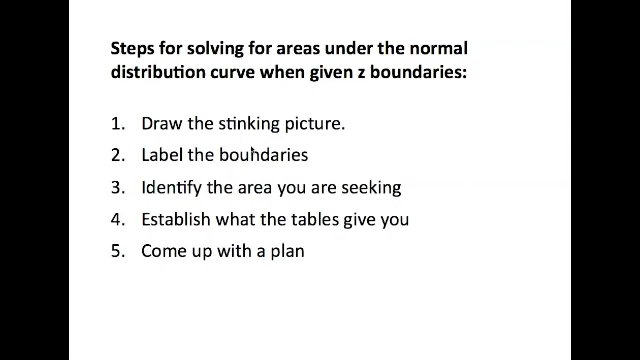 Steps for solving for areas under the normal
distribution curve when given z boundaries:
1. Draw the stinking picture.
2. Label the boundaries
3. Identify the area you are seeking
4. Establish what the tables give you
5. Come up with a plan